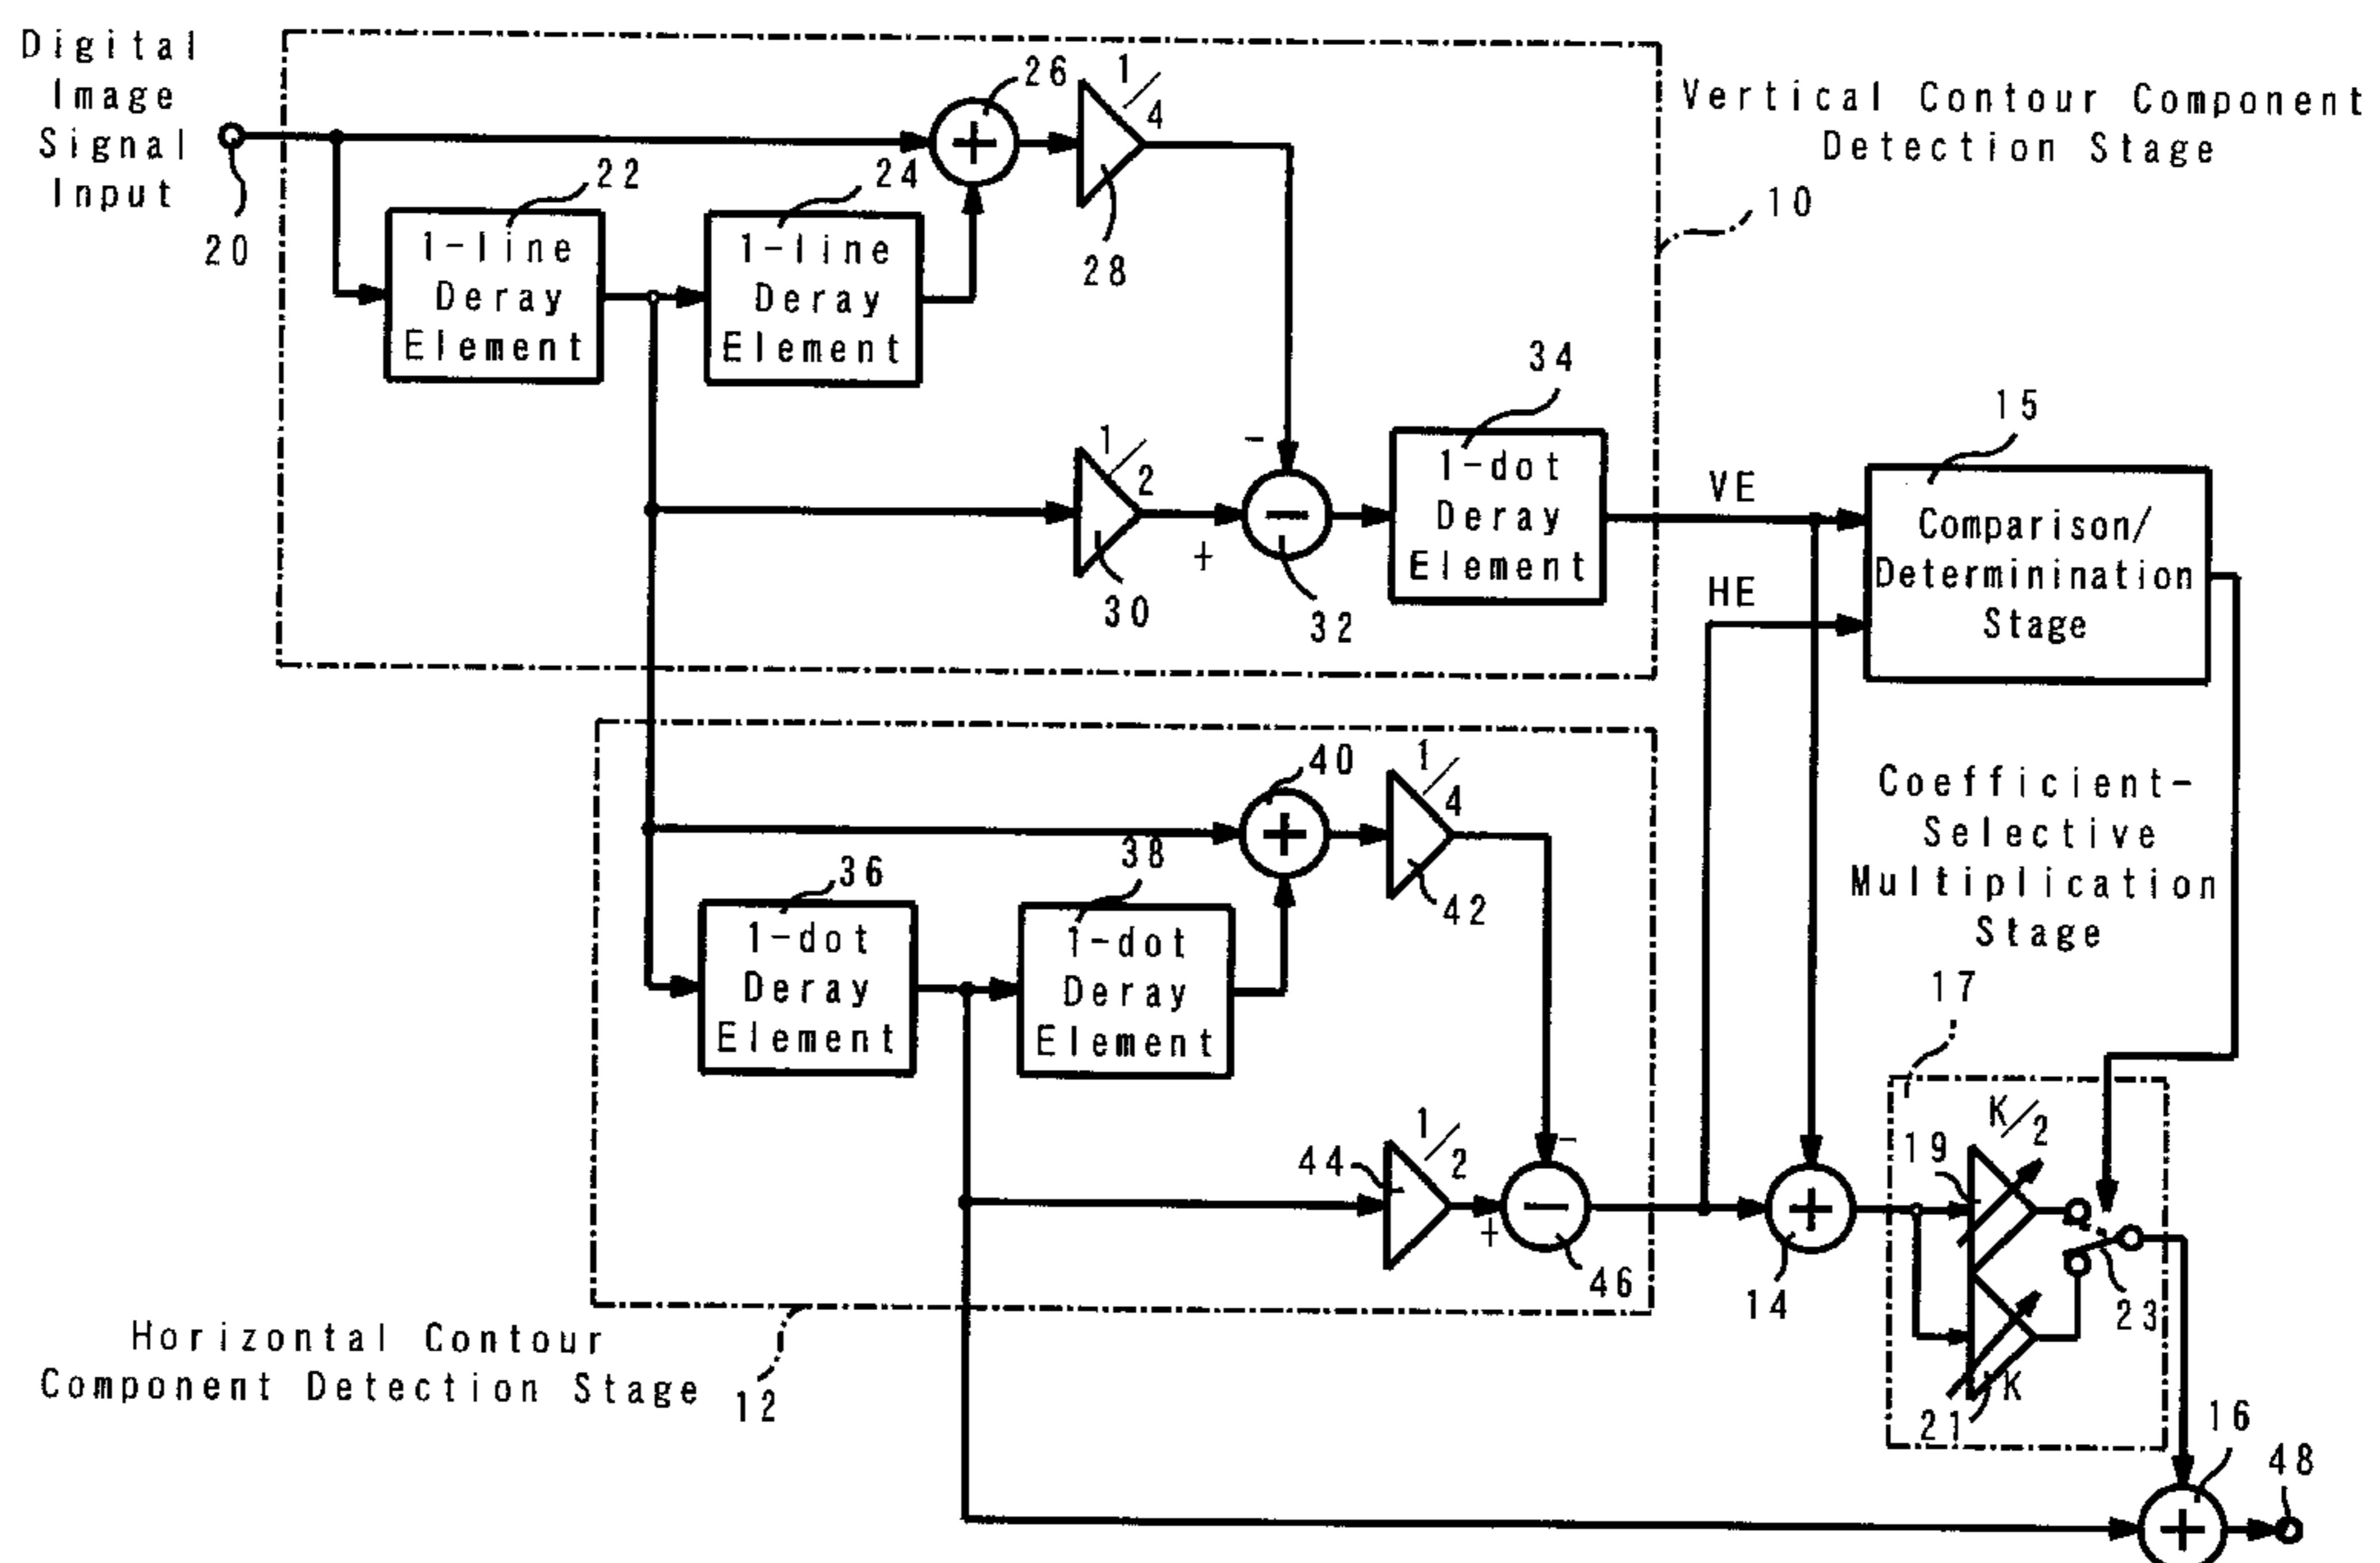 Digital
Image
Signal
Input
20
26
1/4
28
22
1-line
Deray
Element
24
1-line
Deray
Element
Vertical Contour Component
Detection Stage
10
1/2
30
-
+
32
34
1-dot
Deray
Element
VE
HE
15
Comparison/
Determinination
Stage
40
1/4
42
36
1-dot
Deray
Element
38
1-dot
Deray
Element
44
1/2
-
+
46
Coefficient-
Selective
Multiplication
Stage
17
14
19
K/2
23
21
K
Horizontal Contour
Component Detection Stage
12
16
48